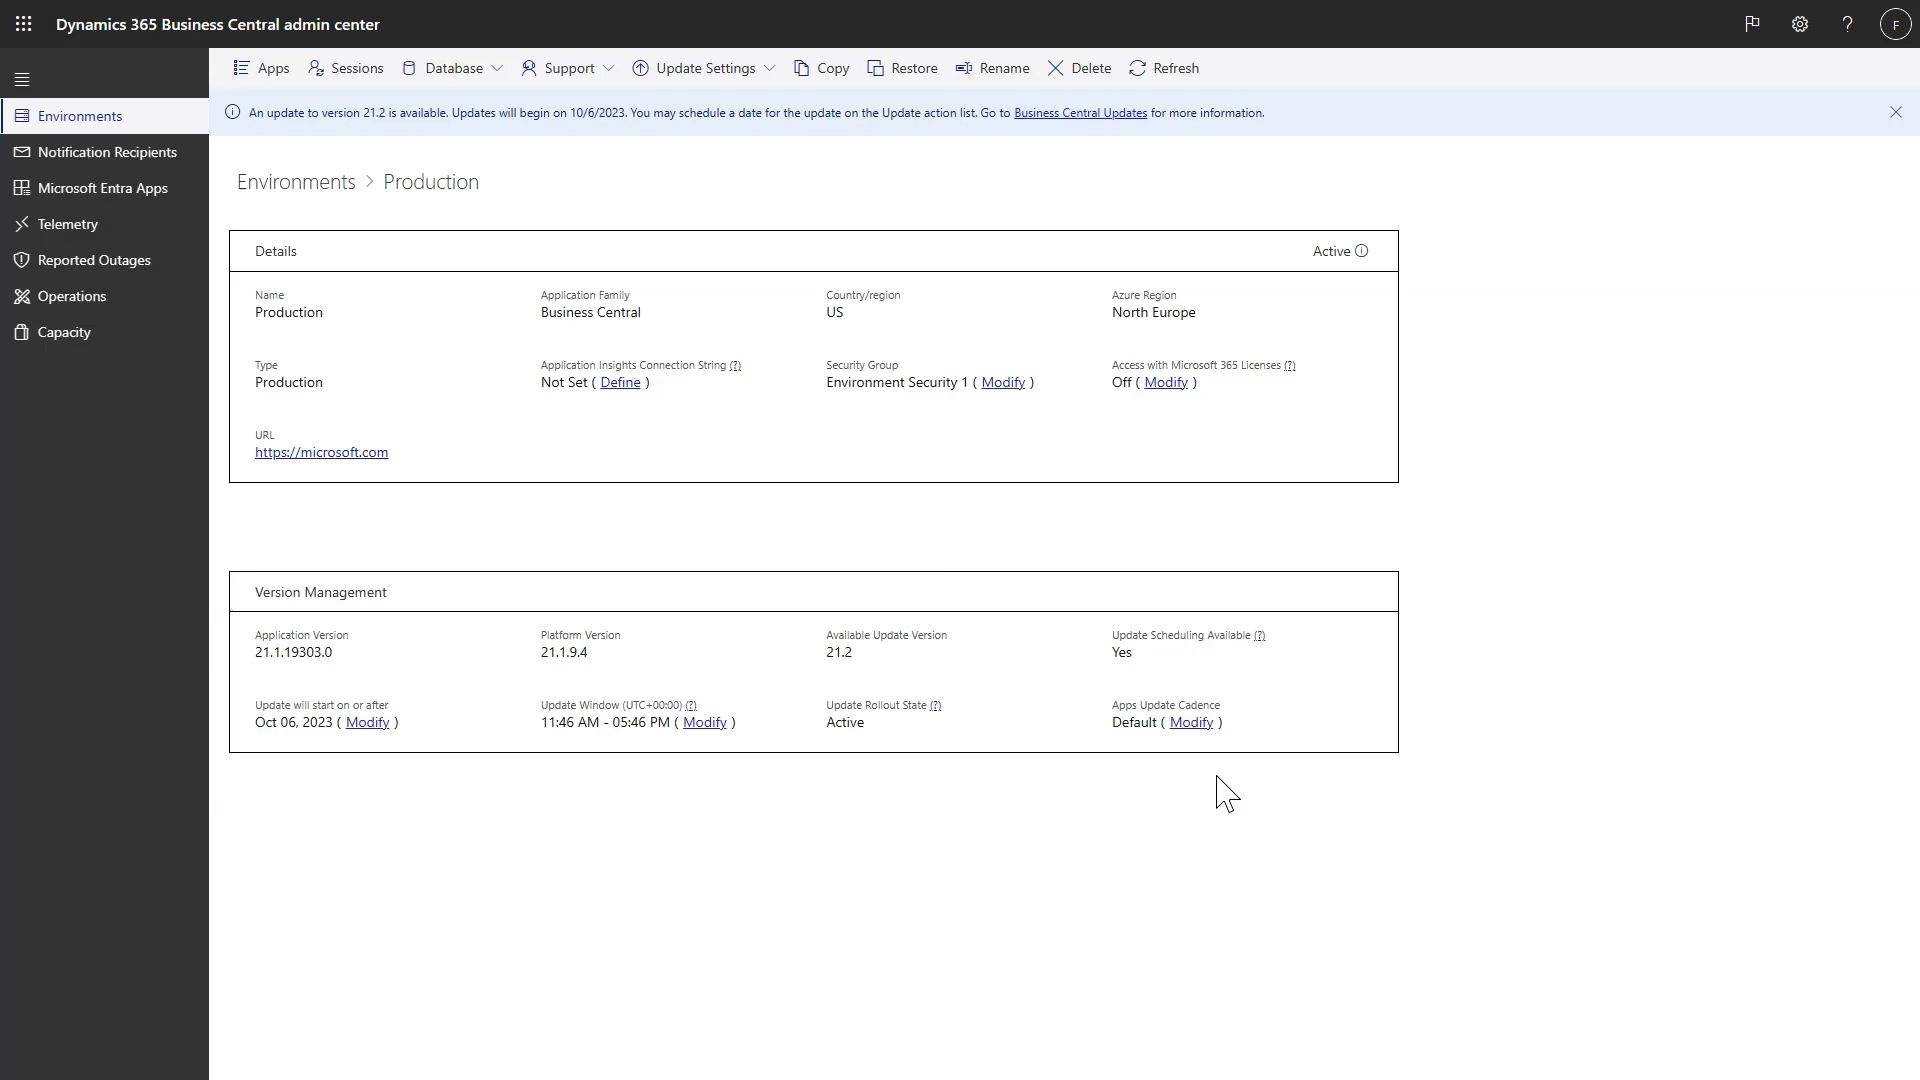 Dynamics 365 Business Central admin center
F
Apps
Sessions
Database
Support
Update Settings
Copy
Restore
Rename
Delete
Refresh
Environments
Notification Recipients
Microsoft Entra Apps
Telemetry
Reported Outages
Operations
Capacity
An update to version 21.2 is available. Updates will begin on 10/6/2023. You may schedule a date for the update on the Update action list. Go to Business Central Updates for more information.
Environments > Production
Details
Active
Name
Production
Application Family
Business Central
Country/region
US
Azure Region
North Europe
Type
Production
Application Insights Connection String (?)
Not Set ( Define )
Security Group
Environment Security 1 ( Modify )
Access with Microsoft 365 Licenses (?)
Off ( Modify )
URL
https://microsoft.com
Version Management
Application Version
21.1.19303.0
Platform Version
21.1.9.4
Available Update Version
21.2
Update Scheduling Available (?)
Yes
Update will start on or after
Oct 06, 2023 ( Modify )
Update Window (UTC+00:00) (?)
11:46 AM - 05:46 PM ( Modify )
Update Rollout State (?)
Active
Apps Update Cadence
Default ( Modify )